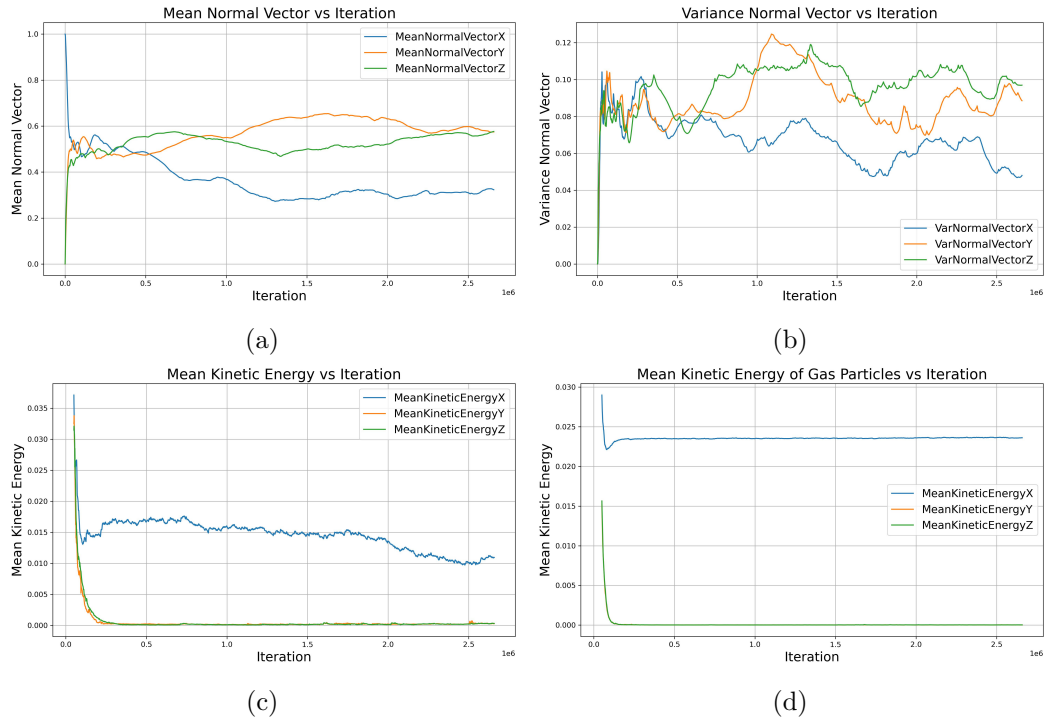 Mean Normal Vector vs Iteration
Mean Normal Vector
1.0
0.8
0.6
0.4
0.2
0.0
MeanNormalVectorX
MeanNormalVectorY
MeanNormalVectorZ
0.0 0.5 1.0 1.5 2.0 2.5
1e6
Iteration
(a)
Variance Normal Vector vs Iteration
Variance Normal Vector
0.12
0.10
0.08
0.06
0.04
0.02
0.00
VarNormalVectorX
VarNormalVectorY
VarNormalVectorZ
0.0 0.5 1.0 1.5 2.0 2.5
1e6
Iteration
(b)
Mean Kinetic Energy vs Iteration
Mean Kinetic Energy
0.035
0.030
0.025
0.020
0.015
0.010
0.005
0.000
MeanKineticEnergyX
MeanKineticEnergyY
MeanKineticEnergyZ
0.0 0.5 1.0 1.5 2.0 2.5
1e6
Iteration
(c)
Mean Kinetic Energy of Gas Particles vs Iteration
Mean Kinetic Energy
0.030
0.025
0.020
0.015
0.010
0.005
0.000
MeanKineticEnergyX
MeanKineticEnergyY
MeanKineticEnergyZ
0.0 0.5 1.0 1.5 2.0 2.5
1e6
Iteration
(d)